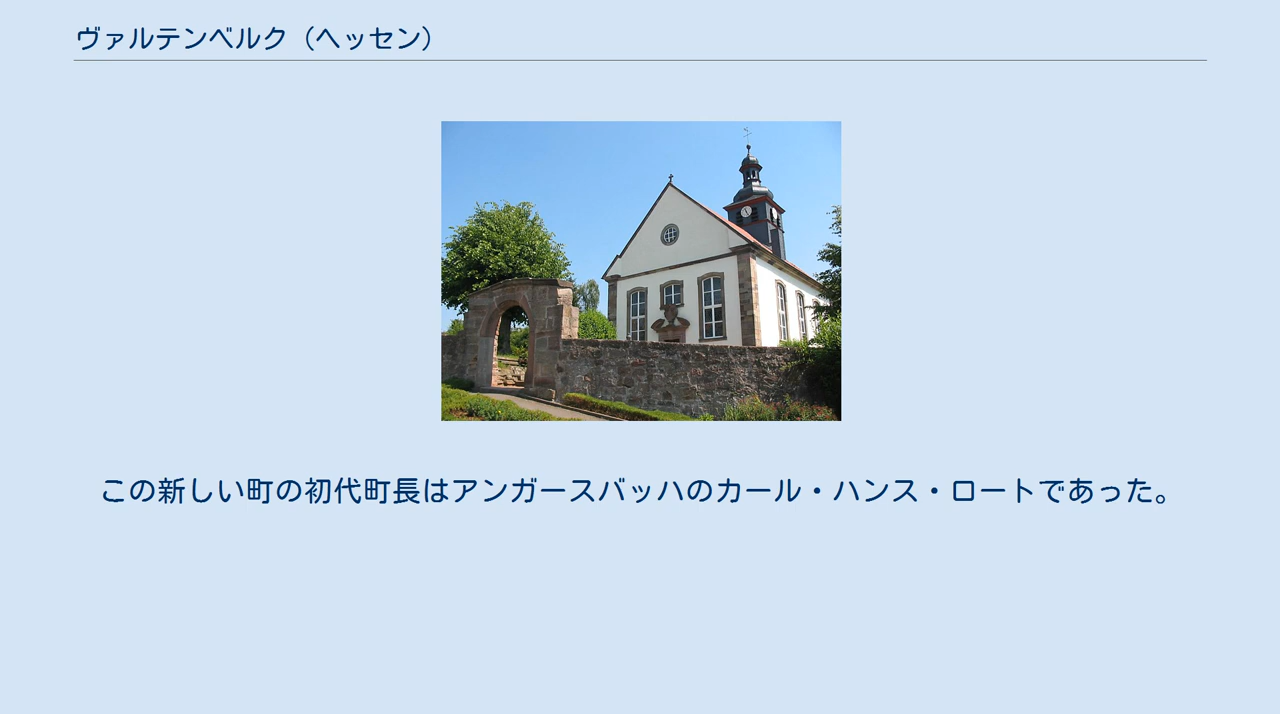 ヴァルテンベルク（ヘッセン）
この新しい町の初代町長はアンガースバッハのカール・ハンス・ロートであった。